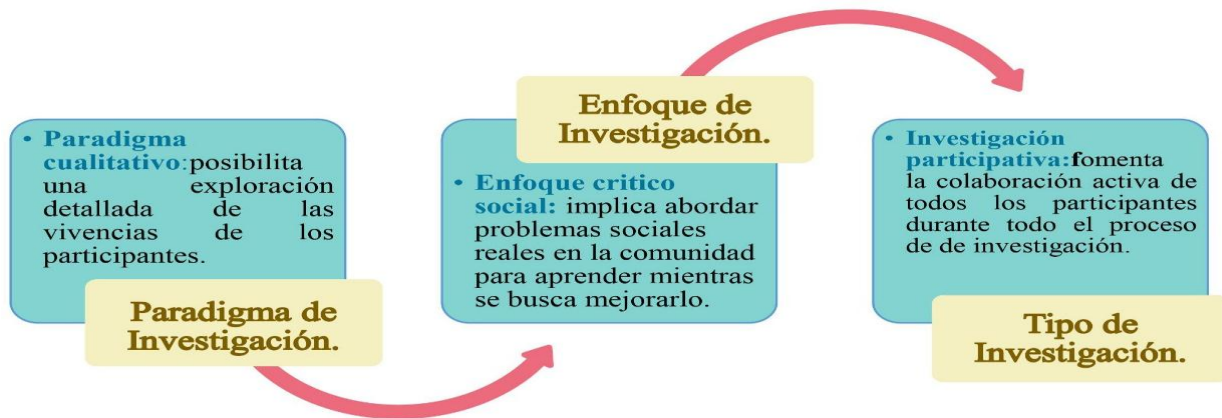 • Paradigma
cualitativo:posibilita
una exploración
detallada de las
vivencias de los
participantes.
Paradigma de
Investigación.
Enfoque de
Investigación.
• Enfoque critico
social: implica abordar
problemas sociales
reales en la comunidad
para aprender mientras
se busca mejorarlo.
• Investigación
participativa:fomenta
la colaboración activa de
todos los participantes
durante todo el proceso
de de investigación.
Tipo de
Investigación.